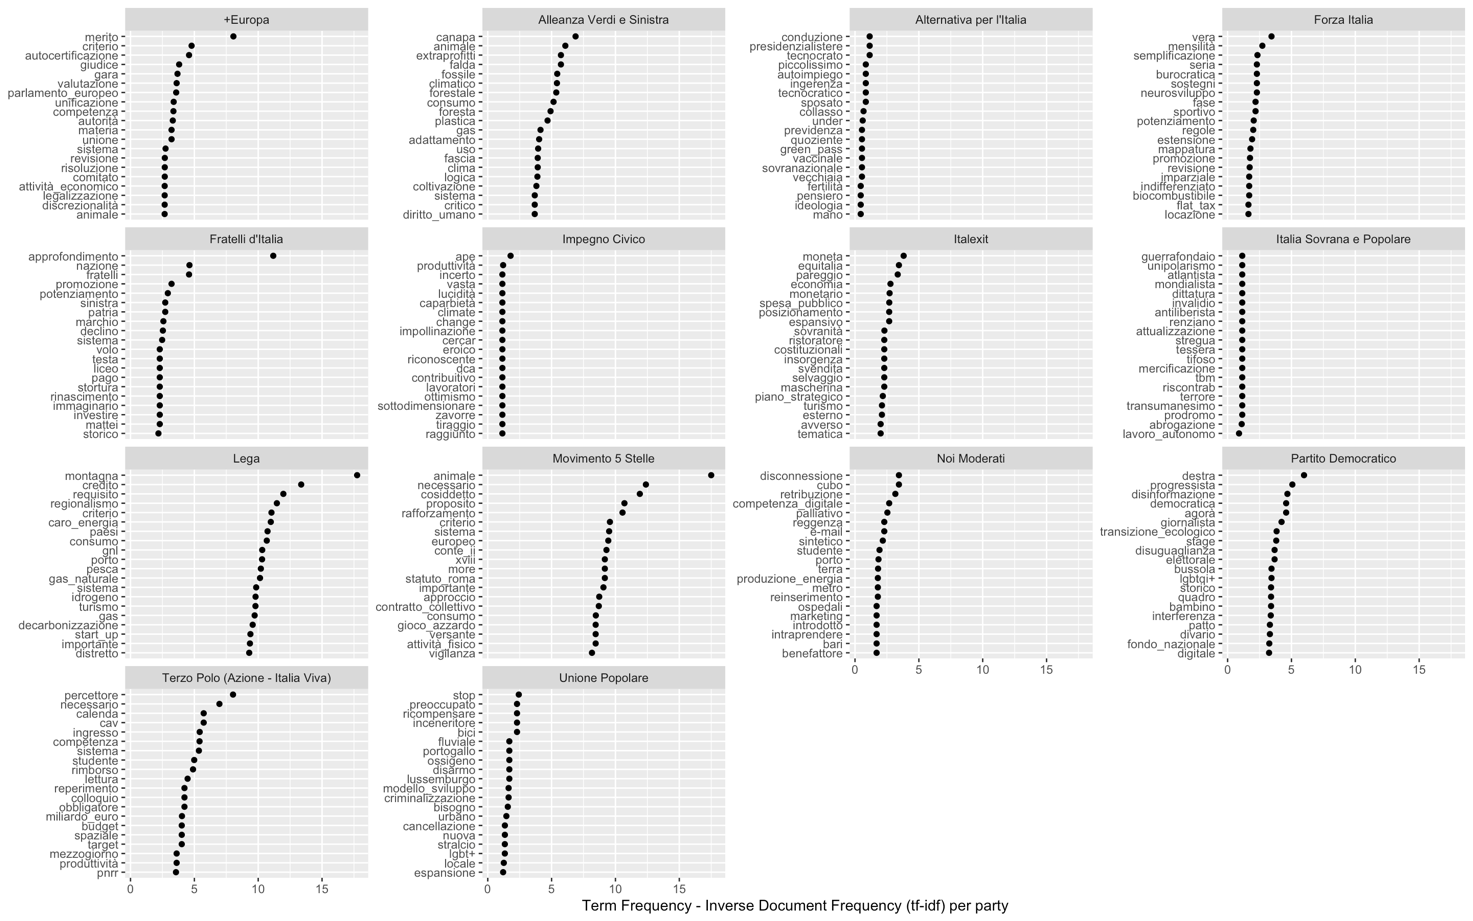 +Europa
merito
criterio
autocertificazione
giudice
gara
valutazione
parlamento_europeo
unificazione
competenza
autorità
materia
unione
sistema
revisione
risoluzione
comitato
attività_economico
legalizzazione
discrezionalità
animale
Alleanza Verdi e Sinistra
canapa
animale
extraprofitti
falda
fossile
climatico
forestale
consumo
foresta
plastica
gas
adattamento
uso
fascia
clima
logica
coltivazione
sistema
critico
diritto_umano
Alternativa per l'Italia
conduzione
presidenzialistere
tecnocrato
piccolissimo
autoimpiego
ingerenza
tecnocratico
sposato
collasso
under
previdenza
quoziente
green_pass
vaccinale
sovranazionale
vecchiaia
fertilità
pensiero
ideologia
mano
Forza Italia
vera
mensilità
semplificazione
seria
burocratica
sostegni
neurosviluppo
fase
sportivo
potenziamento
regole
estensione
mappatura
promozione
revisione
imparziale
indifferenziato
biocombustibile
flat_tax
locazione
Fratelli d'Italia
approfondimento
nazione
fratelli
promozione
potenziamento
sinistra
patria
marchio
declino
sistema
volo
testa
liceo
pago
stortura
rinascimento
immaginario
investire
mattei
storico
Impegno Civico
ape
produttività
incerto
vasta
lucidità
caparbietà
climate
change
impollinazione
cercar
eroico
riconoscente
dca
contributivo
lavoratori
ottimismo
sottodimensionare
zavorre
tiraggio
raggiunto
Italexit
moneta
equitalia
pareggio
economia
monetario
spesa_pubblico
posizionamento
espansivo
sovranità
ristoratore
costituzionali
insorgenza
svendita
selvaggio
mascherina
piano_strategico
turismo
esterno
avverso
tematica
Italia Sovrana e Popolare
guerrafondaio
unipolarismo
atlantista
mondialista
dittatura
invalidio
antiliberista
renziano
attualizzazione
stregua
tessera
tifoso
mercificazione
tbm
riscontrab
terrore
transumanesimo
prodromo
abrogazione
lavoro_autonomo
Lega
montagna
credito
requisito
regionalismo
criterio
caro_energia
paesi
consumo
gnl
porto
pesca
gas_naturale
sistema
idrogeno
turismo
gas
decarbonizzazione
start_up
importante
distretto
Movimento 5 Stelle
animale
necessario
cosiddetto
proposito
rafforzamento
criterio
sistema
europeo
conte_ii
xviii
more
statuto_roma
importante
approccio
contratto_collettivo
consumo
gioco_azzardo
versante
attività_fisico
vigilanza
Noi Moderati
disconnessione
cubo
retribuzione
competenza_digitale
palliativo
reggenza
e-mail
sintetico
studente
porto
terra
produzione_energia
metro
reinserimento
ospedali
marketing
introdotto
intraprendere
bari
benefattore
0 5 10 15
Partito Democratico
destra
progressista
disinformazione
democratica
agorà
giornalista
transizione_ecologico
stage
disuguaglianza
elettorale
bussola
lgbtqi+
storico
quadro
bambino
interferenza
patto
divario
fondo_nazionale
digitale
0 5 10 15
Terzo Polo (Azione - Italia Viva)
percettore
necessario
calenda
cav
ingresso
competenza
sistema
studente
rimborso
lettura
reperimento
colloquio
obbligatore
miliardo_euro
budget
spaziale
target
mezzogiorno
produttività
pnrr
0 5 10 15
Unione Popolare
stop
preoccupato
ricompensare
inceneritore
bici
fluviale
portogallo
ossigeno
disarmo
lussemburgo
modello_sviluppo
criminalizzazione
bisogno
urbano
cancellazione
nuova
stralcio
lgbt+
locale
espansione
0 5 10 15
Term Frequency - Inverse Document Frequency (tf-idf) per party